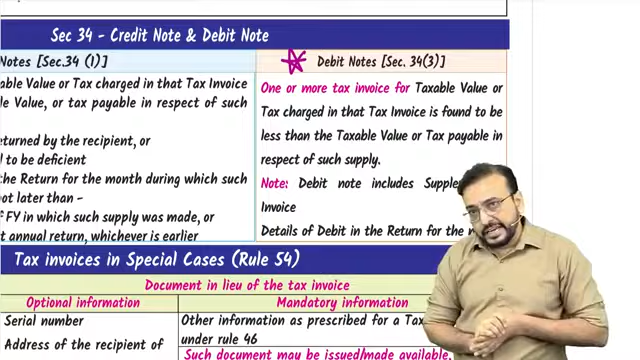 Sec 34 - Credit Note & Debit Note
Notes [Sec.34 (1)]
able Value or Tax charged in that Tax Invoice
le Value, or tax payable in respect of such
eturned by the recipient, or
to be deficient
the Return for the month during which such
ot later than -
FY in which such supply was made, or
t annual return, whichever is earlier
Debit Notes [Sec. 34(3)]
One or more tax invoice for Taxable Value or
Tax charged in that Tax Invoice is found to be
less than the Taxable Value or Tax payable in
respect of such supply.
Note: Debit note includes Supple
Invoice
Details of Debit in the Return for the
Tax invoices in Special Cases (Rule 54)
Document in lieu of the tax invoice
Optional information
Mandatory information
Serial number
Other information as prescribed for a Tax
under rule 46
Address of the recipient of
Such document may be issued/made available,